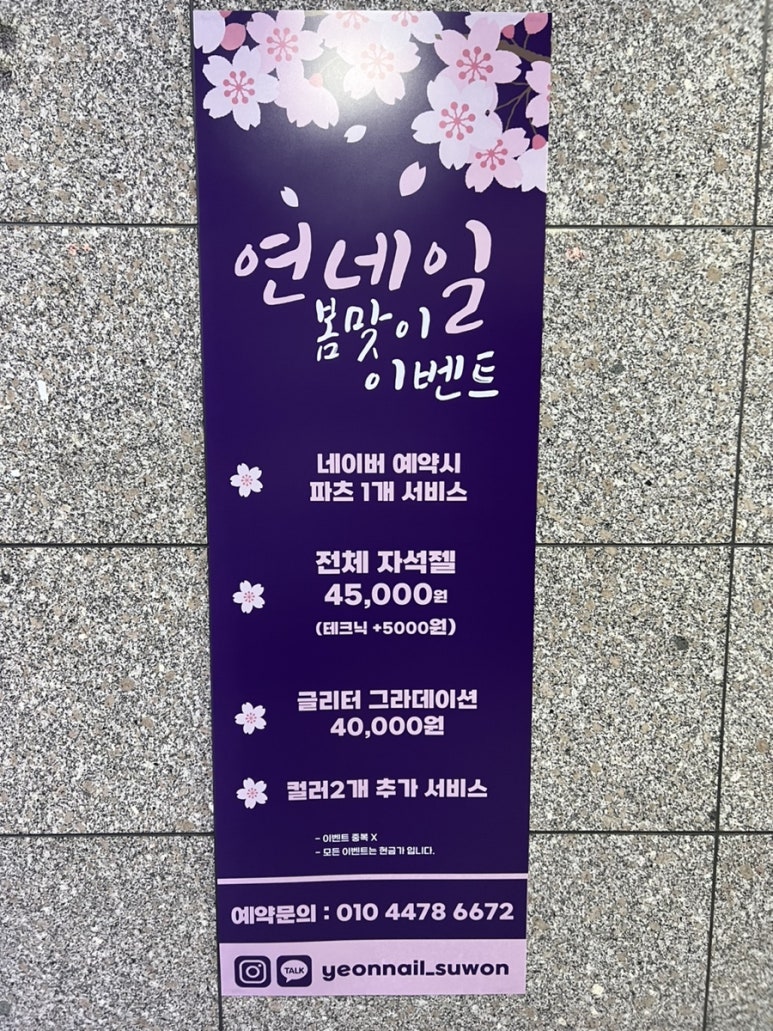 연네일
봄맞이
이벤트
네이버 예약시
파츠 1개 서비스
전체 자석젤
45,000원
(테크닉 +5000원)
글리터 그라데이션
40,000원
컬러2개 추가 서비스
- 이벤트 중복 X
- 모든 이벤트는 현금가 입니다.
예약문의 : 010 4478 6672
TALK yeonnail_suwon